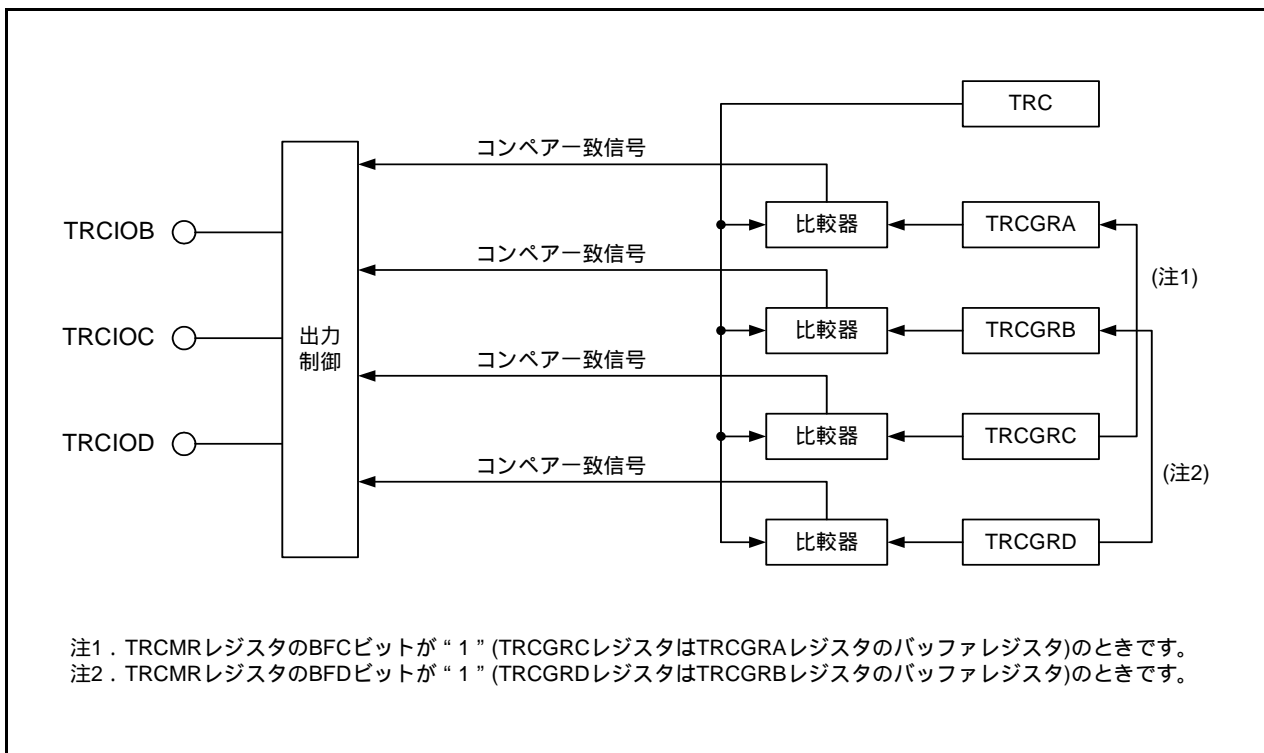 TRC
コンペア一致信号
比較器
TRCGRA
TRCIOB
コンペア一致信号
(注1)
比較器
TRCGRB
TRCIOC
出力
制御
コンペア一致信号
比較器
TRCGRC
TRCIOD
コンペア一致信号
(注2)
比較器
TRCGRD
注1．TRCMRレジスタのBFCビットが“1”(TRCGRCレジスタはTRCGRAレジスタのバッファレジスタ)のときです。
注2．TRCMRレジスタのBFDビットが“1”(TRCGRDレジスタはTRCGRBレジスタのバッファレジスタ)のときです。